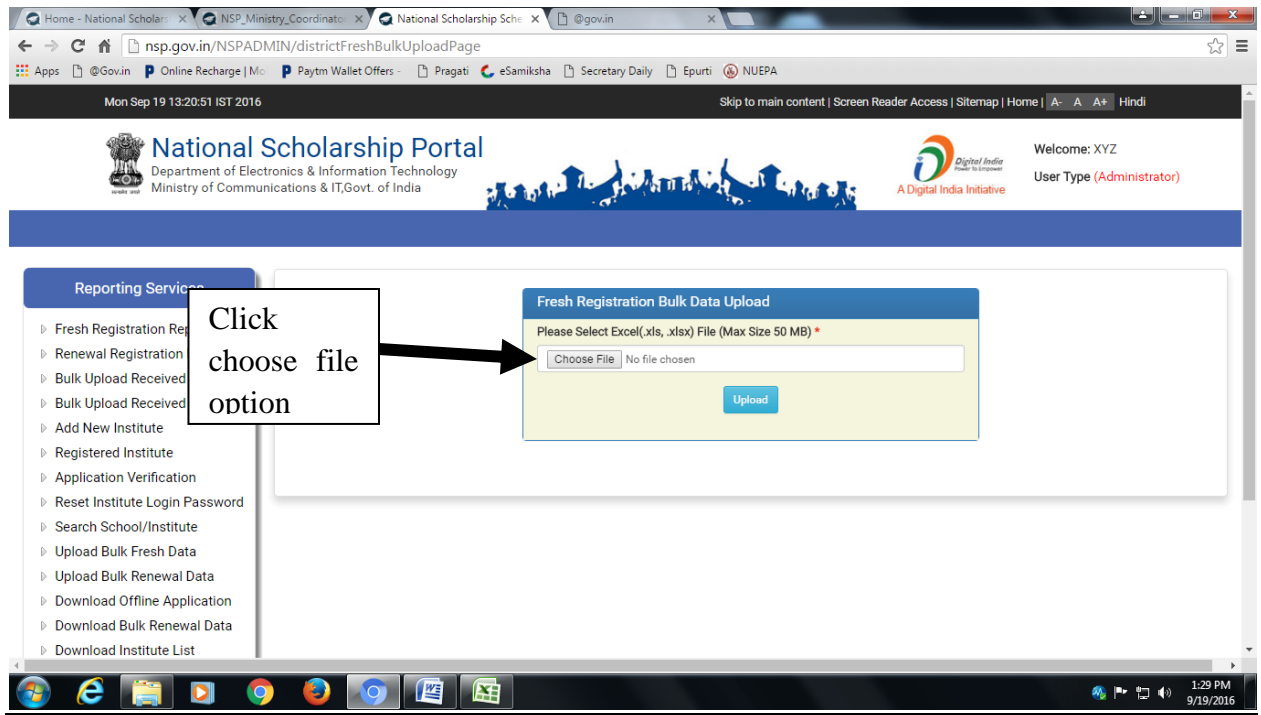 Home - National Scholars
NSP_Ministry_Coordinator
National Scholarship Sche
@gov.in
nsp.gov.in/NSPADMIN/districtFreshBulkUploadPage
Apps @Gov.in Online Recharge | Mo Paytm Wallet Offers - Pragati eSamiksha Secretary Daily Epurti NUEPA
Mon Sep 19 13:20:51 IST 2016
Skip to main content | Screen Reader Access | Sitemap | Home | A- A A+ Hindi
National Scholarship Portal
Department of Electronics & Information Technology
Ministry of Communications & IT,Govt. of India
Digital India
Power To Empower
A Digital India Initiative
Welcome: XYZ
User Type (Administrator)
Reporting Services
Fresh Registration Rep
Renewal Registration
Bulk Upload Received
Bulk Upload Received
Add New Institute
Registered Institute
Application Verification
Reset Institute Login Password
Search School/Institute
Upload Bulk Fresh Data
Upload Bulk Renewal Data
Download Offline Application
Download Bulk Renewal Data
Download Institute List
Click
choose file
option
Fresh Registration Bulk Data Upload
Please Select Excel(.xls, .xlsx) File (Max Size 50 MB) *
Choose File No file chosen
Upload
1:29 PM
9/19/2016